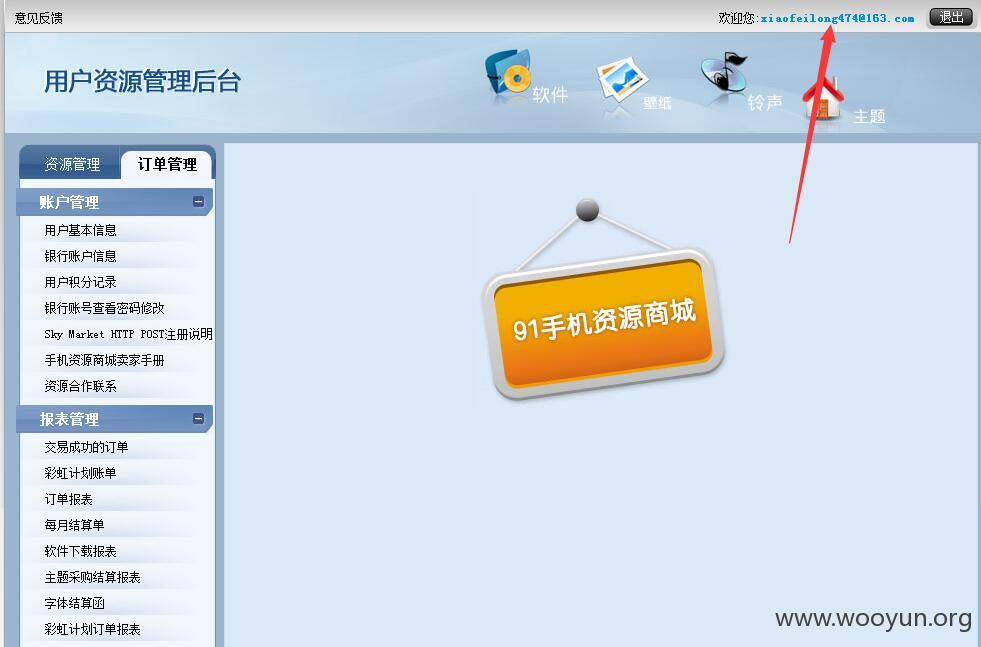 意见反馈
欢迎您:xiaofeilong474@163.com 退出
用户资源管理后台
软件 壁纸 铃声 主题
资源管理 订单管理
账户管理
用户基本信息
银行账户信息
用户积分记录
银行账号查看密码修改
Sky Market HTTP POST注册说明
手机资源商城卖家手册
资源合作联系
报表管理
交易成功的订单
彩虹计划账单
订单报表
每月结算单
软件下载报表
主题采购结算报表
字体结算函
彩虹计划订单报表
91手机资源商城
www.wooyun.org